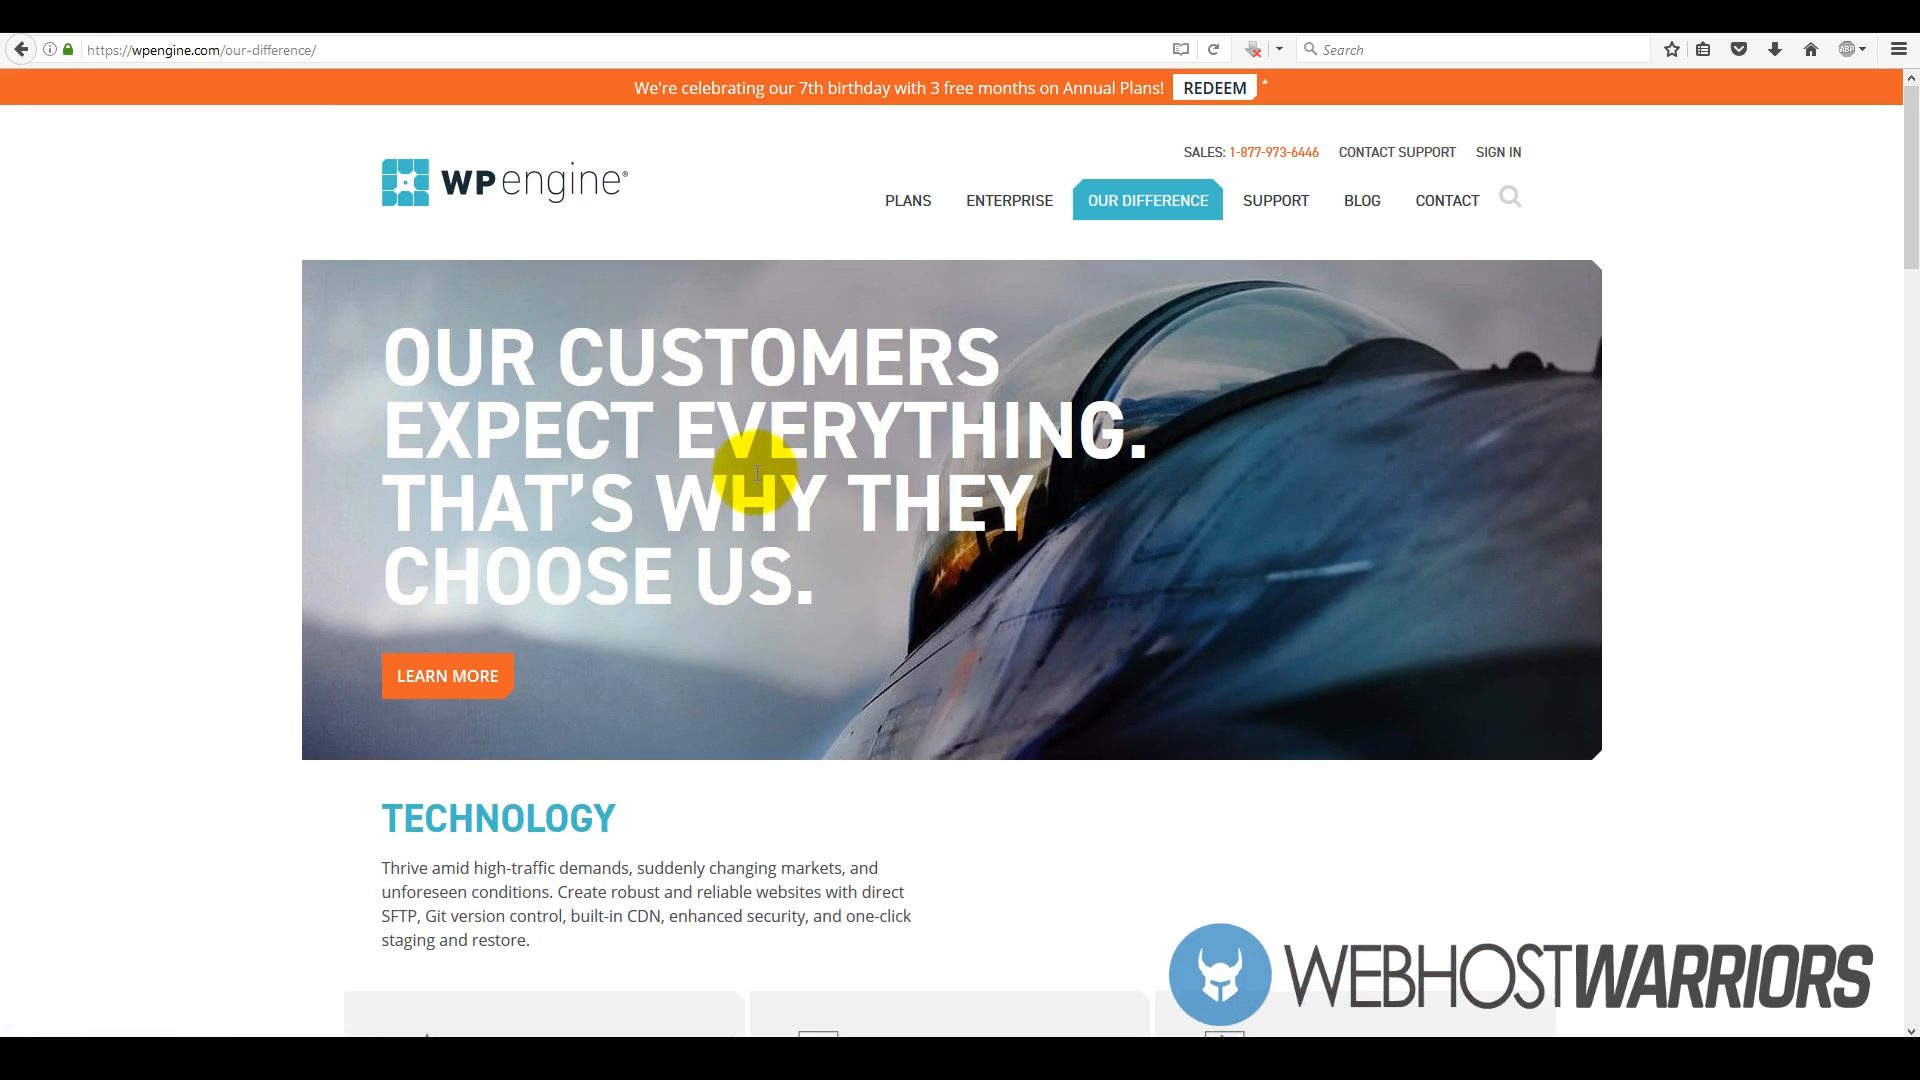 https://wpengine.com/our-difference/
Search
ABP
We're celebrating our 7th birthday with 3 free months on Annual Plans! REDEEM *
SALES: 1-877-973-6446 CONTACT SUPPORT SIGN IN
WP engine®
PLANS ENTERPRISE OUR DIFFERENCE SUPPORT BLOG CONTACT
OUR CUSTOMERS
EXPECT EVERYTHING.
THAT'S WHY THEY
CHOOSE US.
LEARN MORE
TECHNOLOGY
Thrive amid high-traffic demands, suddenly changing markets, and
unforeseen conditions. Create robust and reliable websites with direct
SFTP, Git version control, built-in CDN, enhanced security, and one-click
staging and restore.
WEBHOSTWARRIORS